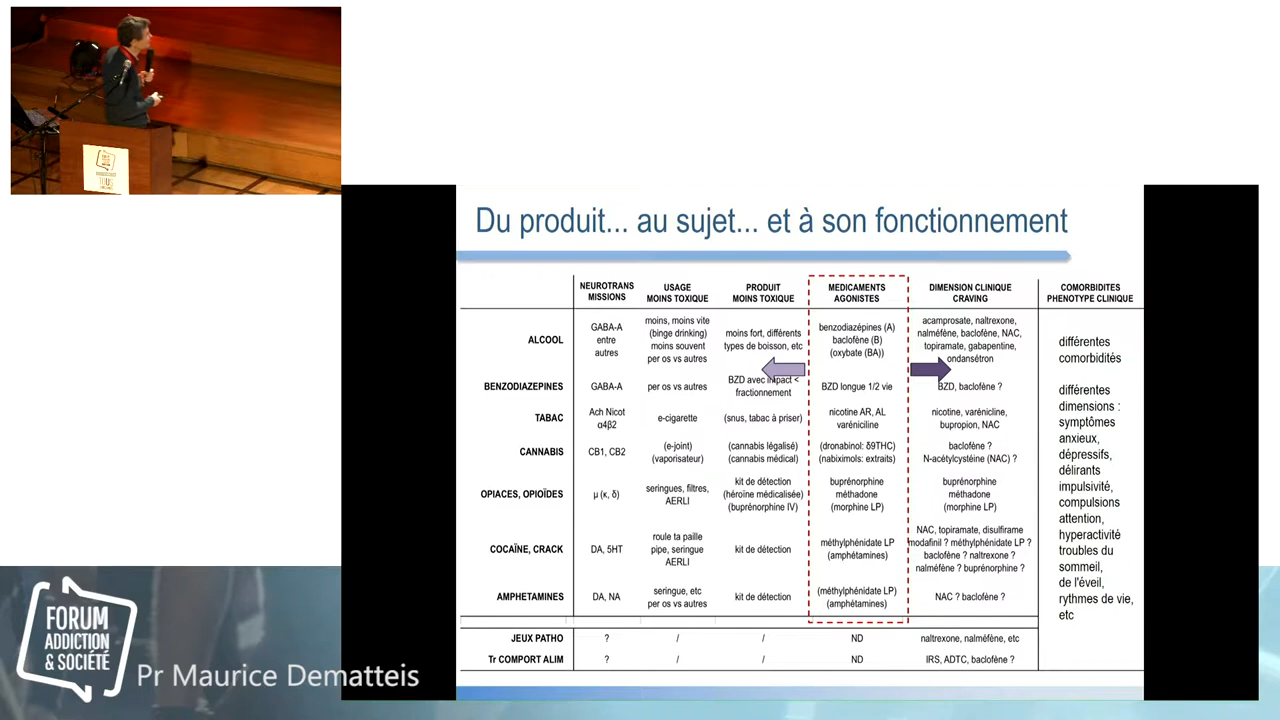 Du produit... au sujet... et à son fonctionnement
NEUROTRANS
MISSIONS
USAGE
MOINS TOXIQUE
PRODUIT
MOINS TOXIQUE
MEDICAMENTS
AGONISTES
DIMENSION CLINIQUE
CRAVING
COMORBIDITES
PHENOTYPE CLINIQUE
ALCOOL
GABA-A
entre
autres
moins, moins vite
(binge drinking)
moins souvent
per os vs autres
moins fort, différents
types de boisson, etc
benzodiazépines (A)
baclofène (B)
(oxybate (BA))
acamprosate, naltrexone,
nalméfène, baclofène, NAC,
topiramate, gabapentine,
ondansétron
BENZODIAZEPINES
GABA-A
per os vs autres
BZD avec impact <
fractionnement
BZD longue 1/2 vie
BZD, baclofène ?
TABAC
Ach Nicot
α4β2
e-cigarette
(snus, tabac à priser)
nicotine AR, AL
varéniciline
nicotine, varénicline,
bupropion, NAC
CANNABIS
CB1, CB2
(e-joint)
(vaporisateur)
(cannabis légalisé)
(cannabis médical)
(dronabinol: δ9THC)
(nabiximols: extraits)
baclofène ?
N-acétylcystéine (NAC) ?
OPIACES, OPIOÏDES
μ (κ, δ)
seringues, filtres,
AERLI
kit de détection
(héroïne médicalisée)
(buprénorphine IV)
buprénorphine
méthadone
(morphine LP)
buprénorphine
méthadone
(morphine LP)
COCAÏNE, CRACK
DA, 5HT
roule ta paille
pipe, seringue
AERLI
kit de détection
méthylphénidate LP
(amphétamines)
NAC, topiramate, disulfirame
modafinil ? méthylphénidate LP ?
baclofène ? naltrexone ?
nalméfène ? buprénorphine ?
AMPHETAMINES
DA, NA
seringue, etc
per os vs autres
kit de détection
(méthylphénidate LP)
(amphétamines)
NAC ? baclofène ?
JEUX PATHO
?
/
/
ND
naltrexone, nalméfène, etc
Tr COMPORT ALIM
?
/
/
ND
IRS, ADTC, baclofène ?
différentes
comorbidités
différentes
dimensions :
symptômes
anxieux,
dépressifs,
délirants
impulsivité,
compulsions
attention,
hyperactivité
troubles du
sommeil,
de l'éveil,
rythmes de vie,
etc
FORUM
ADDICTION
& SOCIÉTÉ
Pr Maurice Dematteis